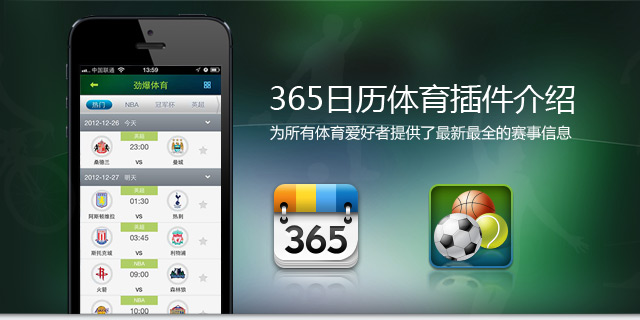 中国联通
13:59
劲爆体育
热门 NBA 冠军杯 英超
2012-12-26 今天
英超
23:00
桑德兰 VS 曼城
2012-12-27 明天
英超
01:30
阿斯顿维拉 VS 热刺
英超
03:45
斯托克城 VS 利物浦
NBA
09:00
火箭 VS 森林狼
NBA
10:00
365日历体育插件介绍
为所有体育爱好者提供了最新最全的赛事信息
365